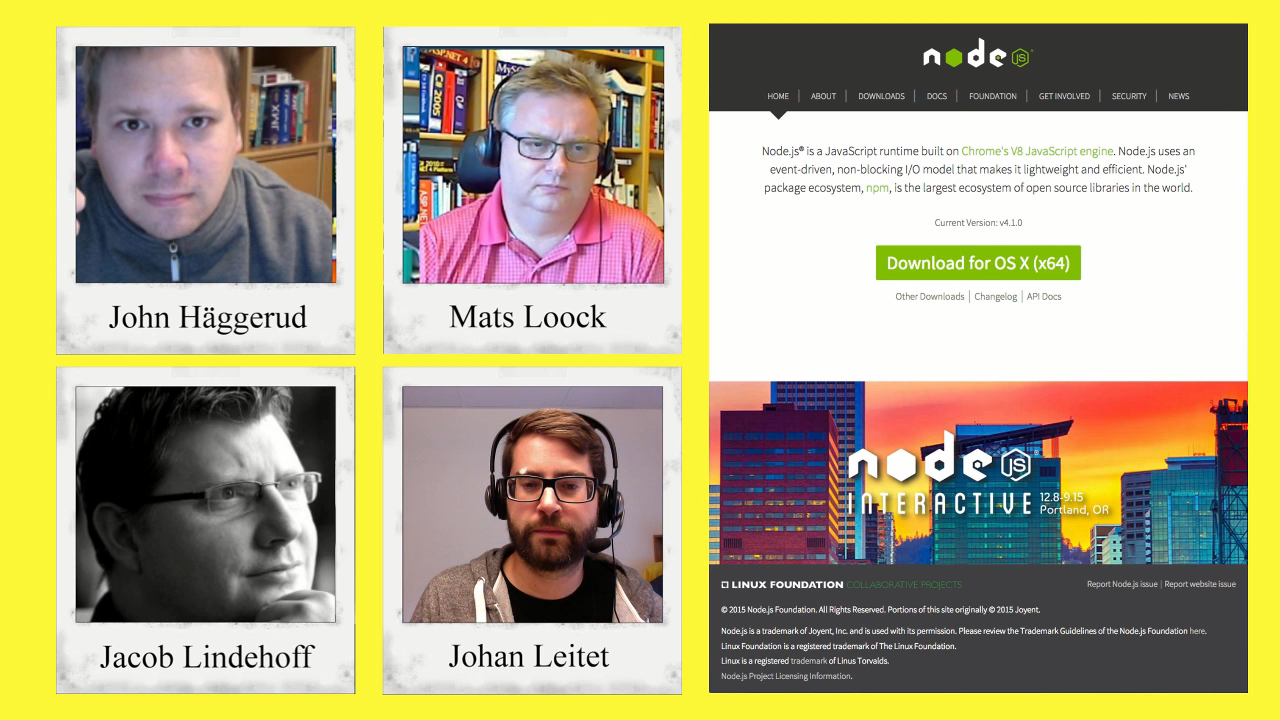 ASP.NET 4
MySQL
C# 2005
ASP.NET
John Häggerud
Mats Loock
Jacob Lindehoff
Johan Leitet
node JS
HOME
ABOUT
DOWNLOADS
DOCS
FOUNDATION
GET INVOLVED
SECURITY
NEWS
Node.js® is a JavaScript runtime built on Chrome's V8 JavaScript engine. Node.js uses an
event-driven, non-blocking I/O model that makes it lightweight and efficient. Node.js'
package ecosystem, npm, is the largest ecosystem of open source libraries in the world.
Current Version: v4.1.0
Download for OS X (x64)
Other Downloads | Changelog | API Docs
node JS
INTERACTIVE
12.8-9.15
Portland, OR
LINUX FOUNDATION COLLABORATIVE PROJECTS
Report Node.js issue | Report website issue
© 2015 Node.js Foundation. All Rights Reserved. Portions of this site originally © 2015 Joyent.
Node.js is a trademark of Joyent, Inc. and is used with its permission. Please review the Trademark Guidelines of the Node.js Foundation here.
Linux Foundation is a registered trademark of The Linux Foundation.
Linux is a registered trademark of Linus Torvalds.
Node.js Project Licensing Information.